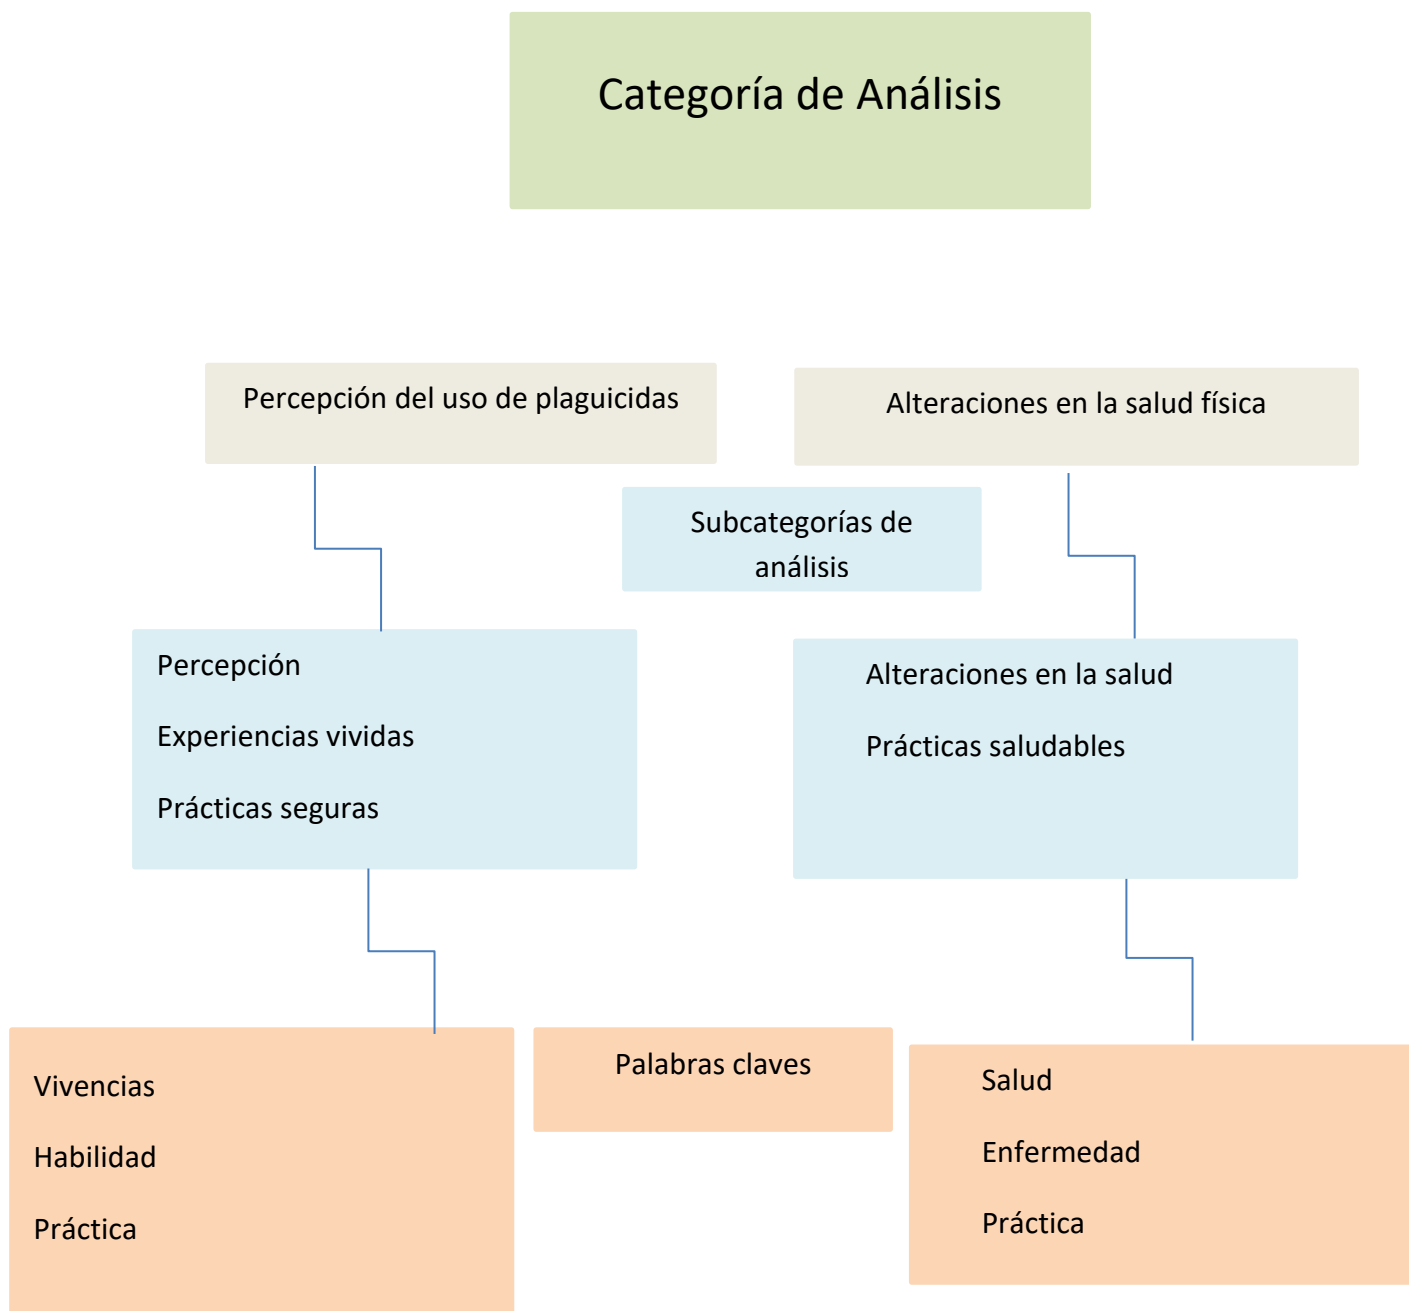 Categoría de Análisis
Percepción del uso de plaguicidas
Alteraciones en la salud física
Subcategorías de
análisis
Percepción
Experiencias vividas
Prácticas seguras
Alteraciones en la salud
Prácticas saludables
Vivencias
Habilidad
Práctica
Palabras claves
Salud
Enfermedad
Práctica